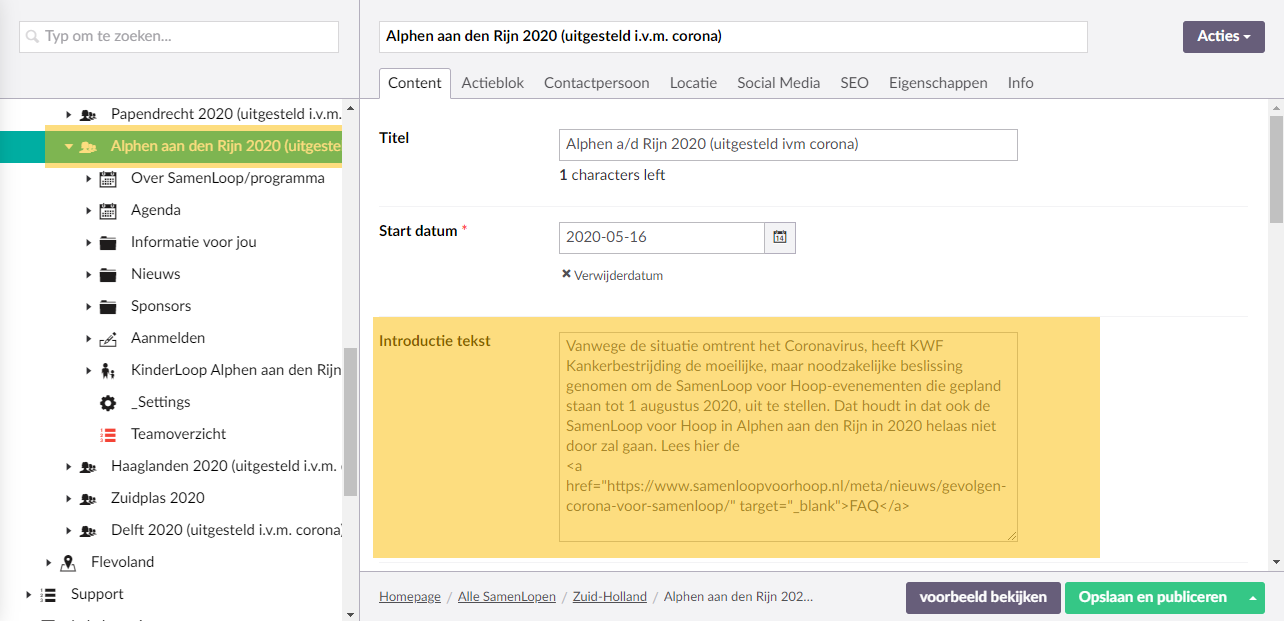 Typ om te zoeken...
Papendrecht 2020 (uitgesteld i.v.m.
Alphen aan den Rijn 2020 (uitgeste
Over SamenLoop/programma
Agenda
Informatie voor jou
Nieuws
Sponsors
Aanmelden
KinderLoop Alphen aan den Rijn
_Settings
Teamoverzicht
Haaglanden 2020 (uitgesteld i.v.m.
Zuidplas 2020
Delft 2020 (uitgesteld i.v.m. corona)
Flevoland
Support
Alphen aan den Rijn 2020 (uitgesteld i.v.m. corona)
Acties
Content Actieblok Contactpersoon Locatie Social Media SEO Eigenschappen Info
Titel
Alphen a/d Rijn 2020 (uitgesteld ivm corona)
1 characters left
Start datum *
2020-05-16
14
Verwijderdatum
Introductie tekst
Vanwege de situatie omtrent het Coronavirus, heeft KWF
Kankerbestrijding de moeilijke, maar noodzakelijke beslissing
genomen om de SamenLoop voor Hoop-evenementen die gepland
staan tot 1 augustus 2020, uit te stellen. Dat houdt in dat ook de
SamenLoop voor Hoop in Alphen aan den Rijn in 2020 helaas niet
door zal gaan. Lees hier de
<a
href="https://www.samenloopvoorhoop.nl/meta/nieuws/gevolgen-
corona-voor-samenloop/" target="_blank">FAQ</a>
Homepage / Alle SamenLopen / Zuid-Holland / Alphen aan den Rijn 202...
voorbeeld bekijken
Opslaan en publiceren